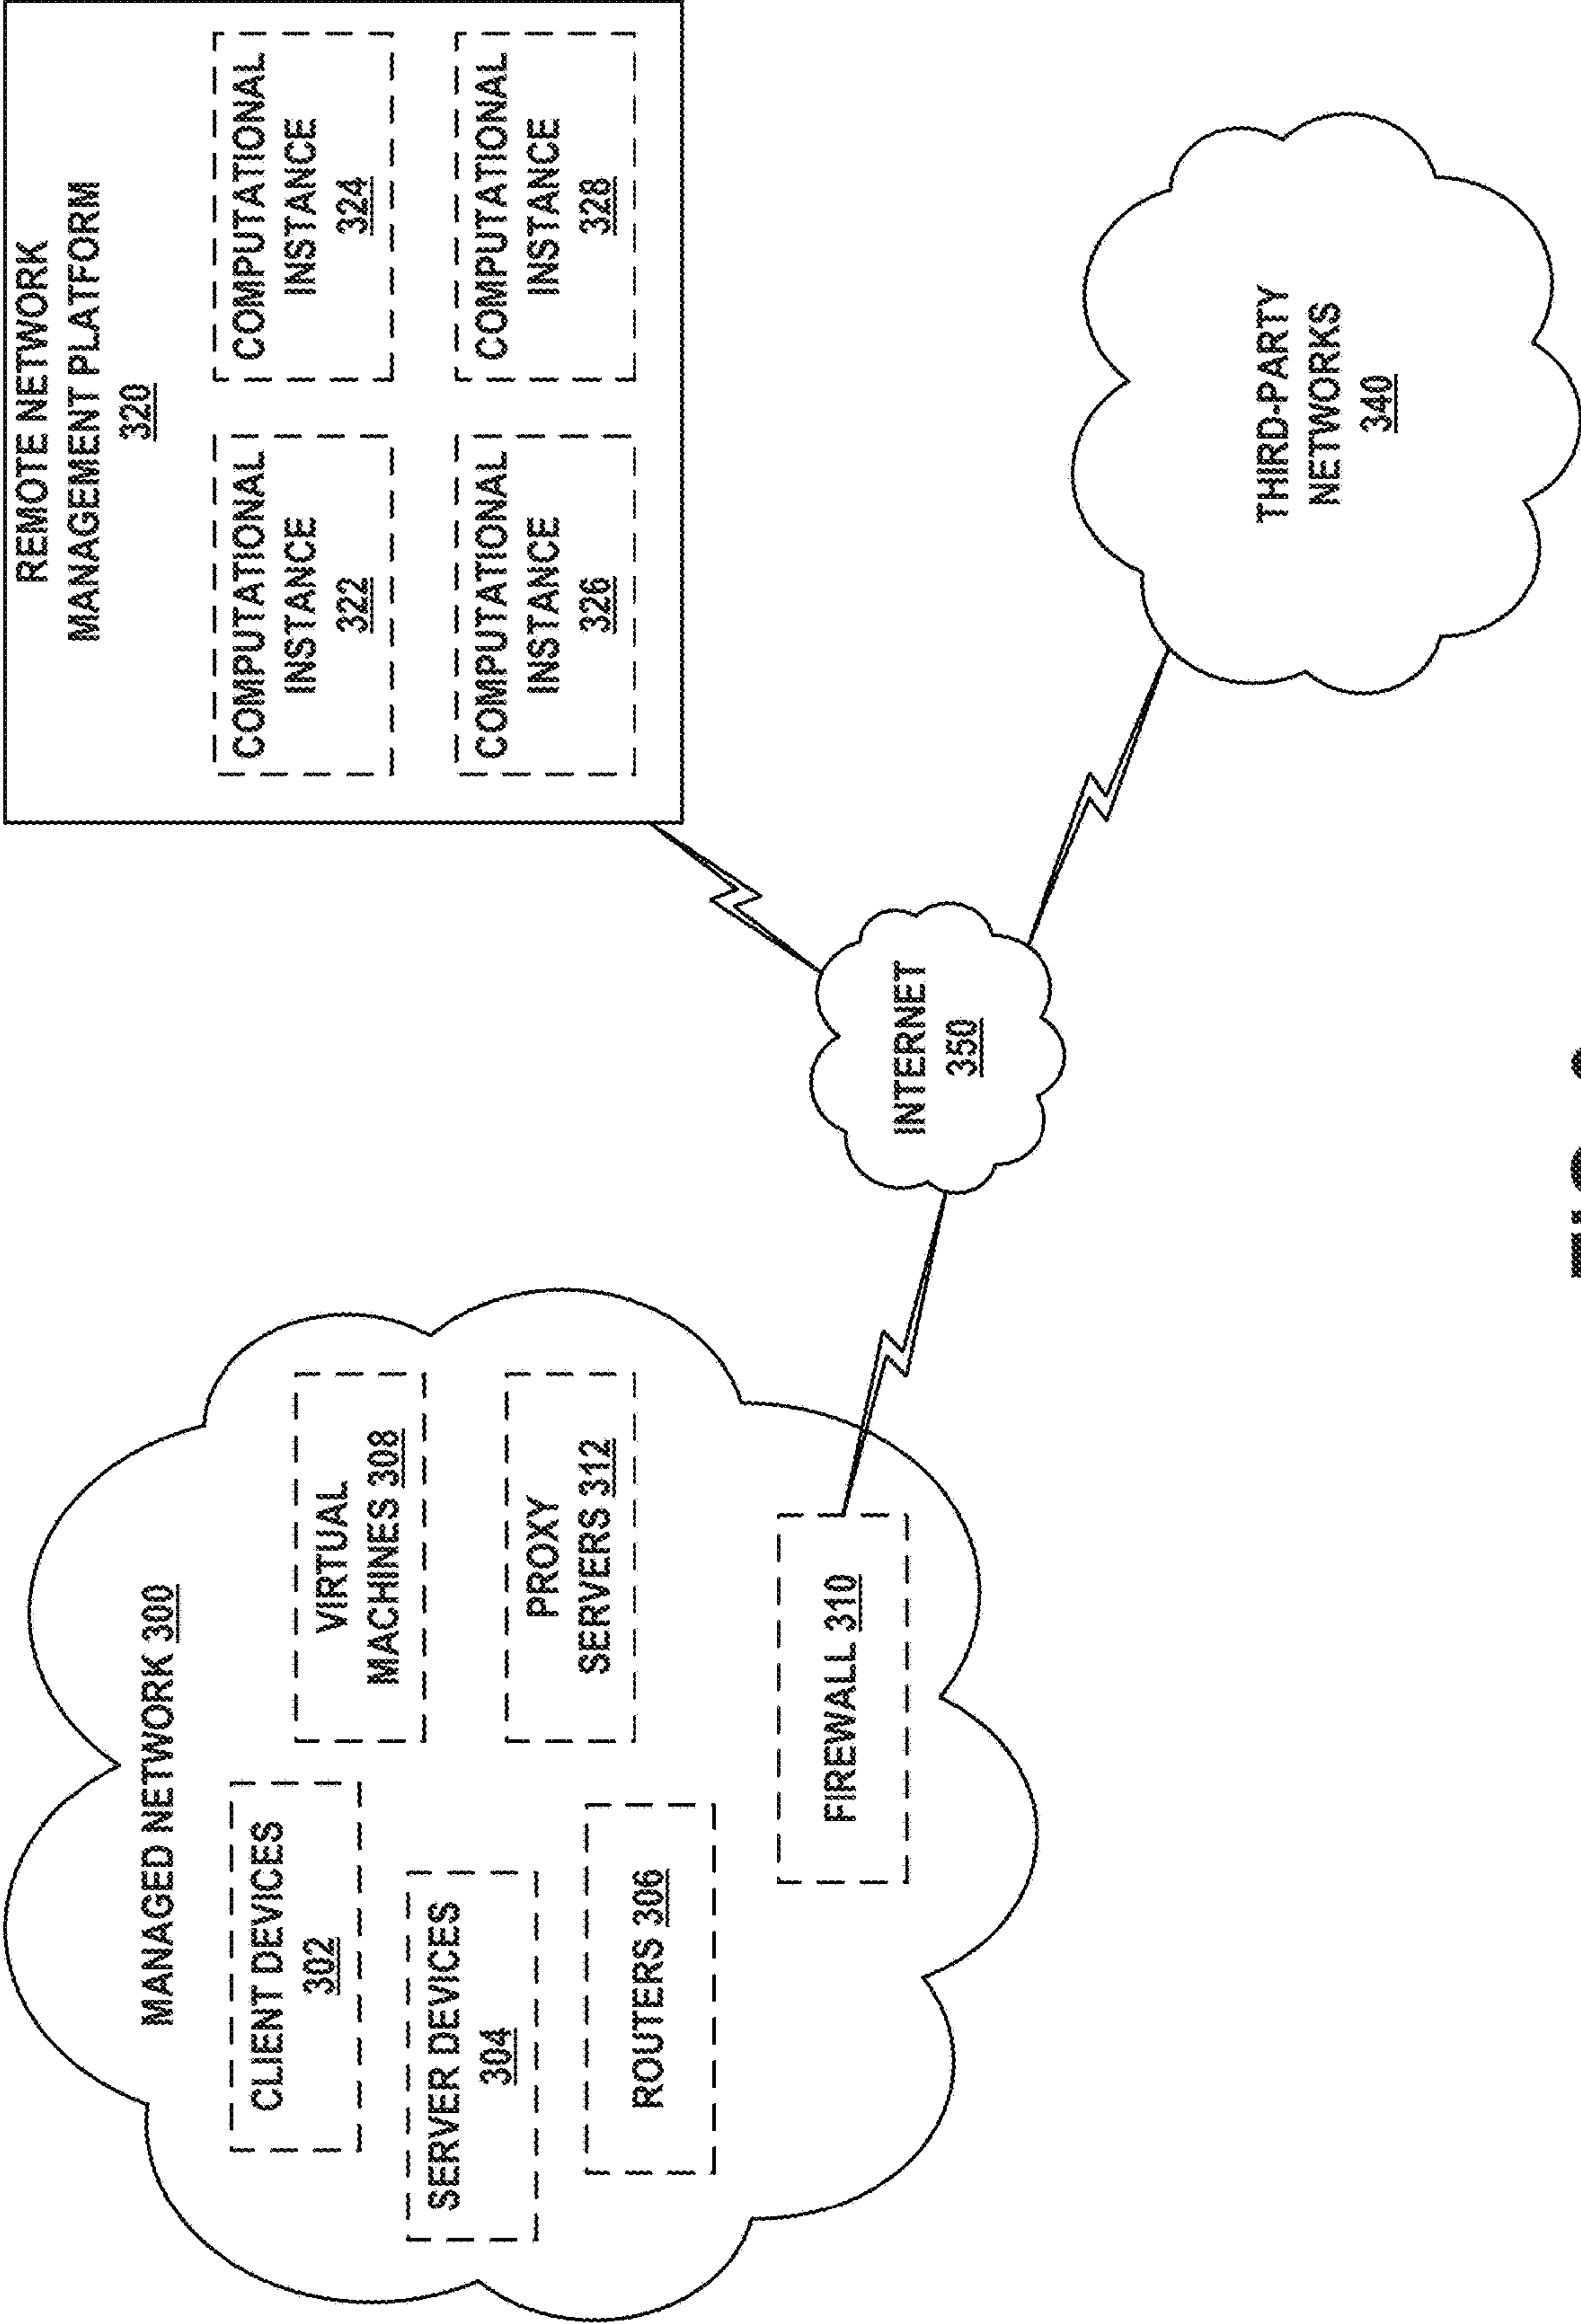 MANAGED NETWORK 300
CLIENT DEVICES
302
SERVER DEVICES
304
ROUTERS 306
VIRTUAL
MACHINES 308
PROXY
SERVERS 312
FIREWALL 310
INTERNET
350
REMOTE NETWORK
MANAGEMENT PLATFORM
320
COMPUTATIONAL
INSTANCE
322
COMPUTATIONAL
INSTANCE
324
COMPUTATIONAL
INSTANCE
326
COMPUTATIONAL
INSTANCE
328
THIRD-PARTY
NETWORKS
340